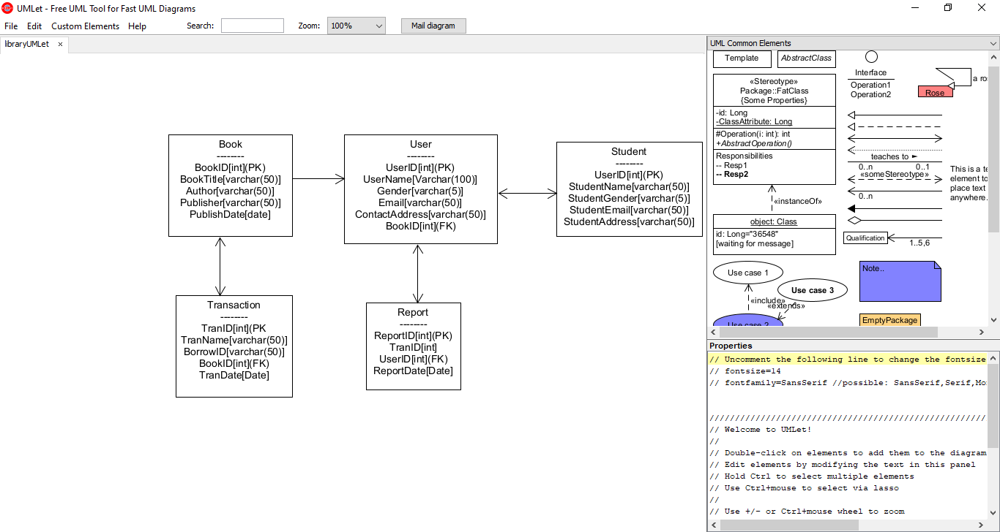 UMLet - Free UML Tool for Fast UML Diagrams
File Edit Custom Elements Help Search: Zoom: 100% Mail diagram
libraryUMLet
Book
--------
BookID[int](PK)
BookTitle[varchar(50)]
Author[varchar(50)]
Publisher[varchar(50)]
PublishDate[date]
User
--------
UserID[int](PK)
UserName[Varchar(100)]
Gender[varchar(5)]
Email[varchar(50)]
ContactAddress[varchar(50)]
BookID[int](FK)
Student
--------
UserID[int](PK)
StudentName[varchar(50)]
StudentGender[varchar(5)]
StudentEmail[varchar(50)]
StudentAddress[varchar(50)]
Transaction
--------
TranID[int](PK
TranName[varchar(50)]
BorrowID[varchar(50)]
BookID[int](FK)
TranDate[Date]
Report
--------
ReportID[int](PK)
TranID[int]
UserID[int](FK)
ReportDate[Date]
UML Common Elements
Template
AbstractClass
«Stereotype»
Package::FatClass
{Some Properties}
-id: Long
-ClassAttribute: Long
#Operation(i: int): int
+AbstractOperation()
Responsibilities
-- Resp1
-- Resp2
«instanceOf»
object: Class
id: Long="36548"
[waiting for message]
Interface
Operation1
Operation2
Rose
a ro
teaches to ►
0..n 0..1
«someStereotype»
0..n
This is a te
element to
place text
anywhere.
Qualification
1..5,6
Use case 1
«include»
Use case 3
«extends»
Use case 2
Note..
EmptyPackage
Properties
// Uncomment the following line to change the fontsize
// fontsize=14
// fontfamily=SansSerif //possible: SansSerif,Serif,Mo
//////////////////////////////////////////////////////
// Welcome to UMLet!
//
// Double-click on elements to add them to the diagram
// Edit elements by modifying the text in this panel
// Hold Ctrl to select multiple elements
// Use Ctrl+mouse to select via lasso
//
// Use +/- or Ctrl+mouse wheel to zoom